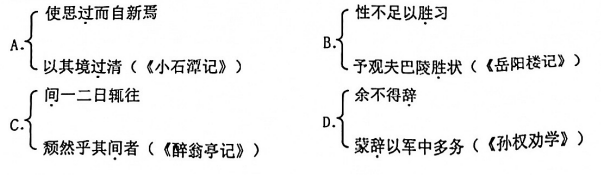 A. 使思过而自新焉
以其境过清（《小石潭记》）
B. 性不足以胜习
予观夫巴陵胜状（《岳阳楼记》）
C. 间一二日辄往
颓然乎其间者（《醉翁亭记》）
D. 余不得辞
蒙辞以军中多务（《孙权劝学》）